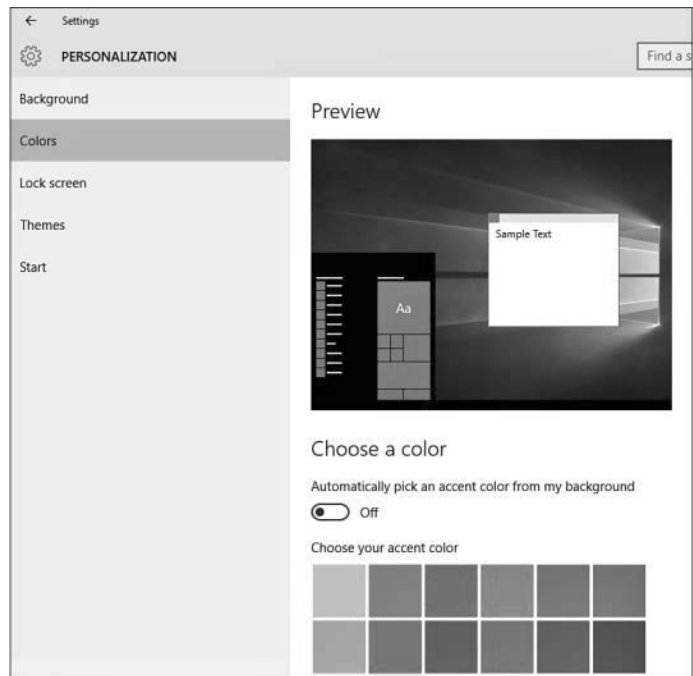 Settings
PERSONALIZATION
Find a s
Background
Colors
Lock screen
Themes
Start
Preview
Sample Text
Aa
Choose a color
Automatically pick an accent color from my background
Off
Choose your accent color